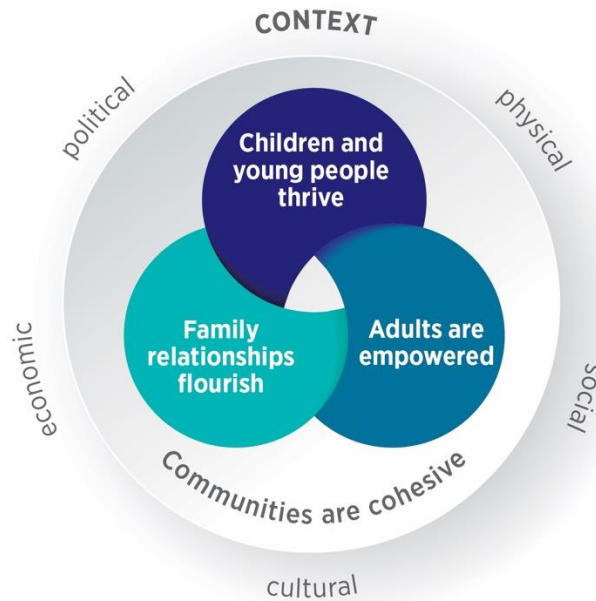 CONTEXT
political
physical
Children and
young people
thrive
Family
relationships
flourish
Adults are
empowered
economic
social
Communities are cohesive
cultural